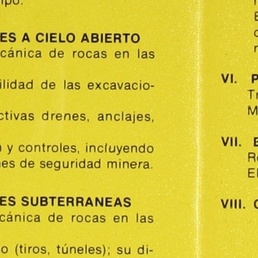 ES A CIELO ABIERTO
cánica de rocas en las
ilidad de las excavacio-
ctivas drenes, anclajes,
n y controles, incluyendo
nes de seguridad minera.
ES SUBTERRANEAS
cánica de rocas en las
o (tiros, túneles); su di-
VI. P
VII. E
VIII. C